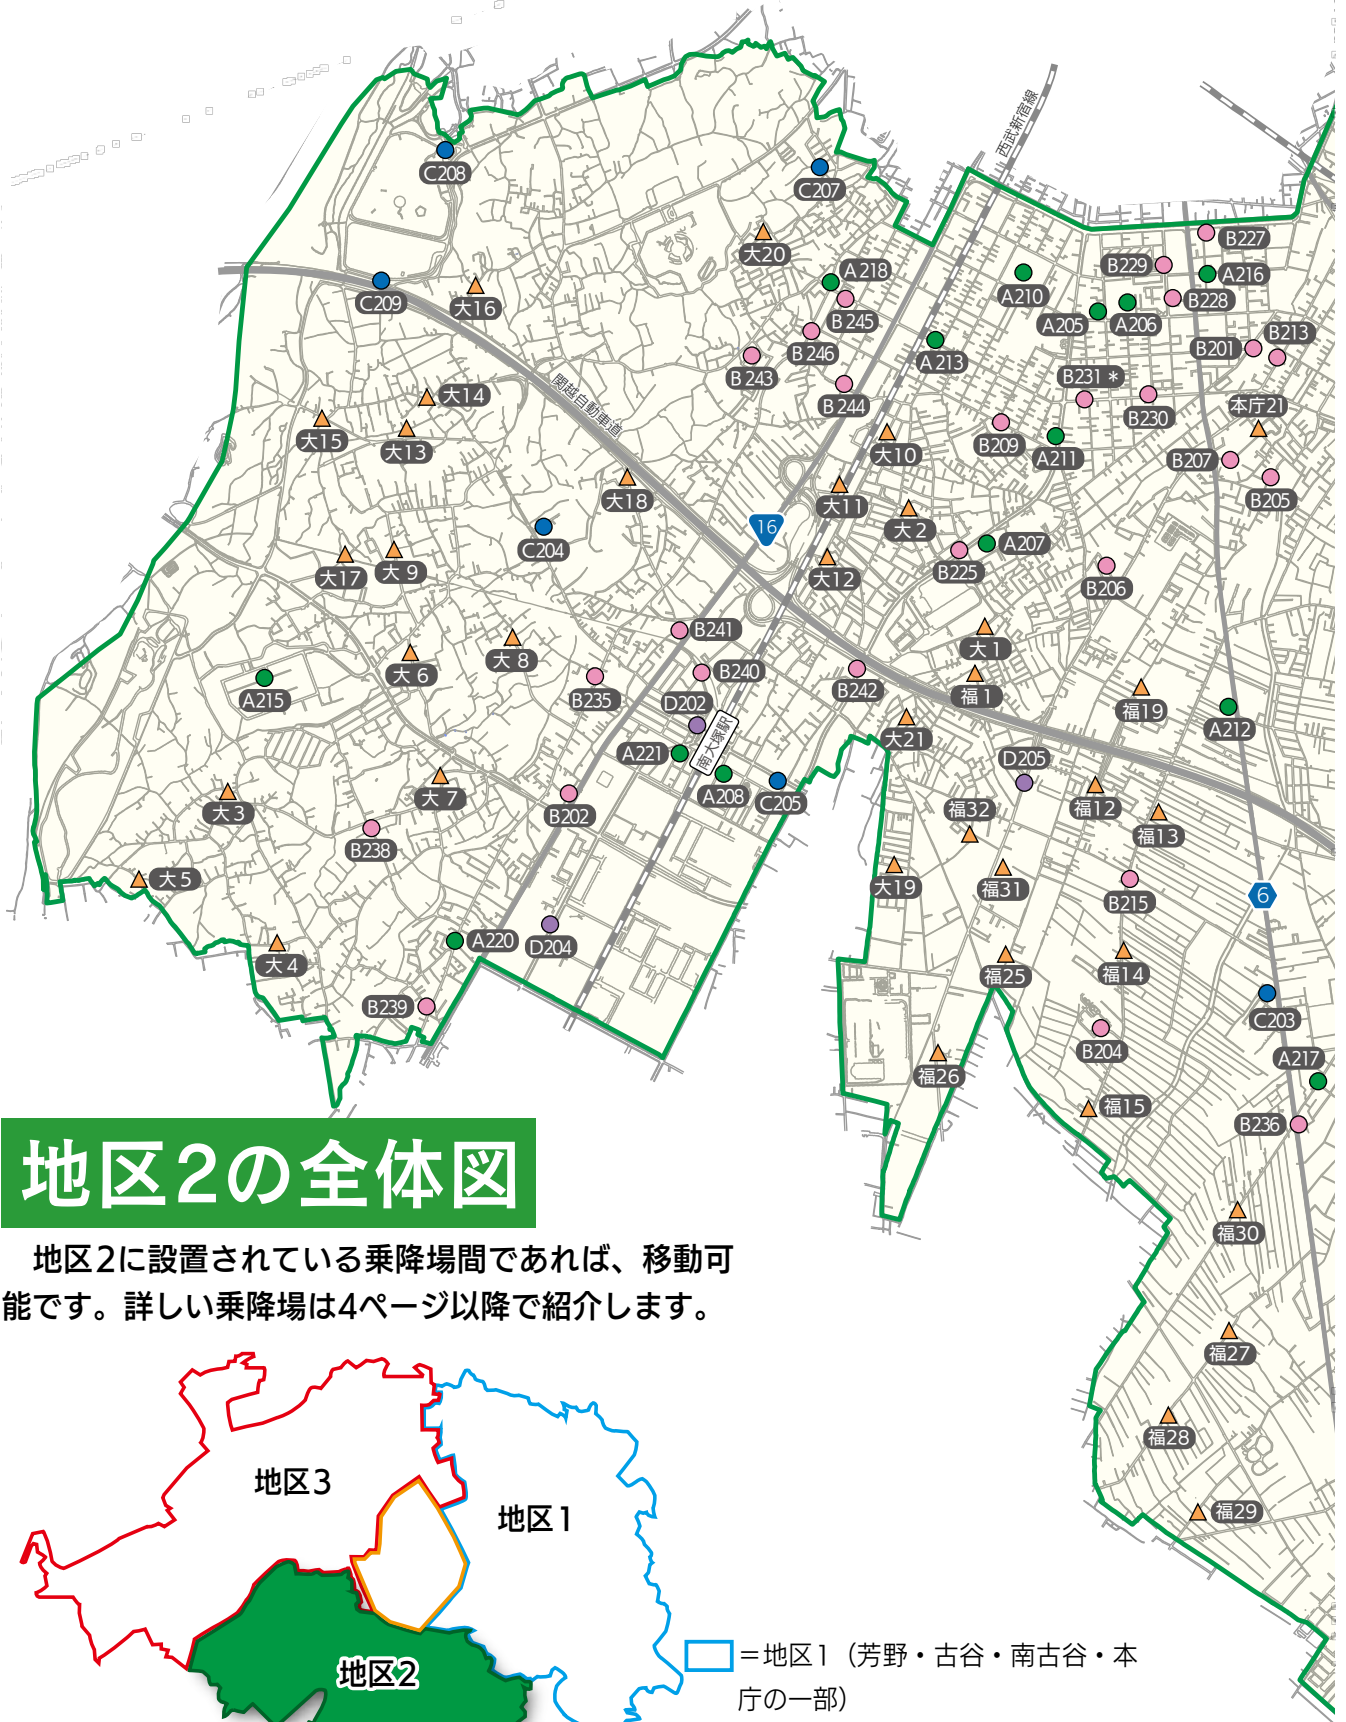 西武新宿線
C208
C207
大20
B227
B229
A218
A216
A210
C209
大16
B228
B245
A205
A206
B213
B246
B201
A213
B243
B231＊
大14
B244
B230
本庁21
大15
関越自動車道
大13
B209
大10
A211
B207
大18
B205
大11
16
大2
C204
A207
大17
大9
B225
大12
B206
B241
大1
大8
大6
B240
B235
B242
福1
A215
D202
福19
南大塚駅
A212
大21
A221
D205
大7
A208
C205
福12
大3
B202
福32
福13
B238
大5
大19
福31
6
B215
A220
D204
大4
福25
福14
B239
C203
B204
A217
福26
福15
B236
地区2の全体図
福30
地区2に設置されている乗降場間であれば、移動可
能です。詳しい乗降場は4ページ以降で紹介します。
福27
福28
地区3
福29
地区1
地区2
＝地区1（芳野・古谷・南古谷・本
庁の一部）